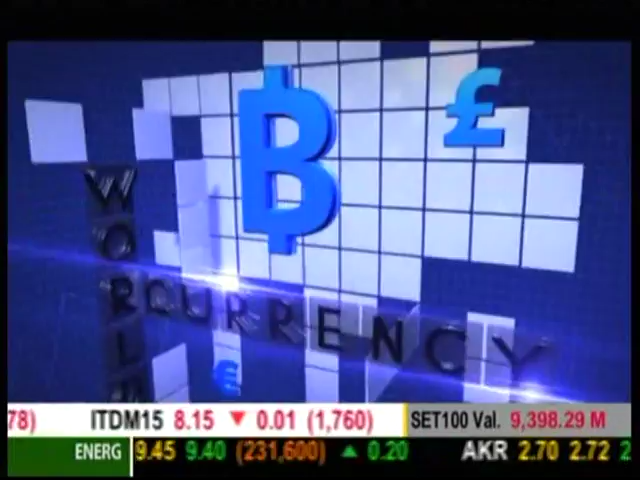 ฿
£
WORLD
CURRENCY
€
78) ITDM15 8.15 ▼ 0.01 (1,760) SET100 Val. 9,398.29 M
ENERG 9.45 9.40 (231,600) ▲ 0.20 AKR 2.70 2.72 2